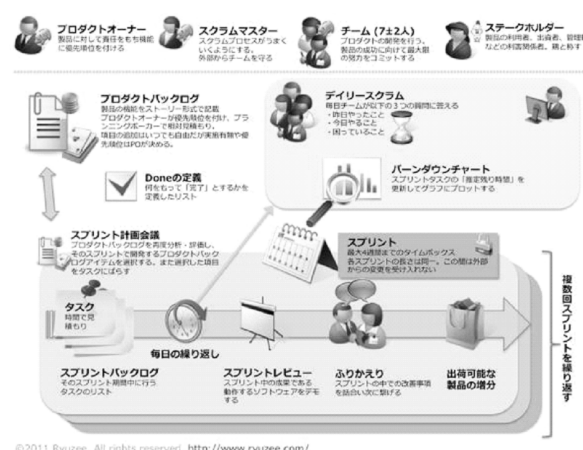 プロダクトオーナー
製品に対して責任をもち機能
に優先順位を付ける
スクラムマスター
スクラムプロセスがうまく
いくようにする。
外部からチームを守る
チーム (7±2人)
プロダクトの開発を行う。
製品の成功に向けて最大限
の努力をコミットする
ステークホルダー
製品の利用者、出資者、管理
などの利害関係者。鶏と称す
プロダクトバックログ
製品の機能をストーリー形式で記載
プロダクトオーナーが優先順位を付け、プラ
ンニングポーカーで相対見積もり。
項目の追加はいつでも自由だが実施有無や優
先順位はPOが決める。
デイリースクラム
毎日チームが以下の3つの質問に答える
・昨日やったこと
・今日やること
・困っていること
バーンダウンチャート
スプリントタスクの「推定残り時間」を
更新してグラフにプロットする
Doneの定義
何をもって「完了」とするかを
定義したリスト
スプリント計画会議
プロダクトバックログを再度分析・評価し、
そのスプリントで開発するプロダクトバック
ログアイテムを選択する。また選択した項目
をタスクにばらす
スプリント
最大4週間までのタイムボックス
各スプリントの長さは同一。この間は外部
からの変更を受け入れない
タスク
時間で見
積もり
毎日の繰り返し
スプリントバックログ
そのスプリント期間中に行う
タスクのリスト
スプリントレビュー
スプリント中の成果である
動作するソフトウェアをデモ
する
ふりかえり
スプリントの中での改善事項
を話合い次に繋げる
出荷可能な
製品の増分
複数回スプリントを繰り返す
©2011 Ryuzee. All rights reserved. http://www.ryuzee.com/